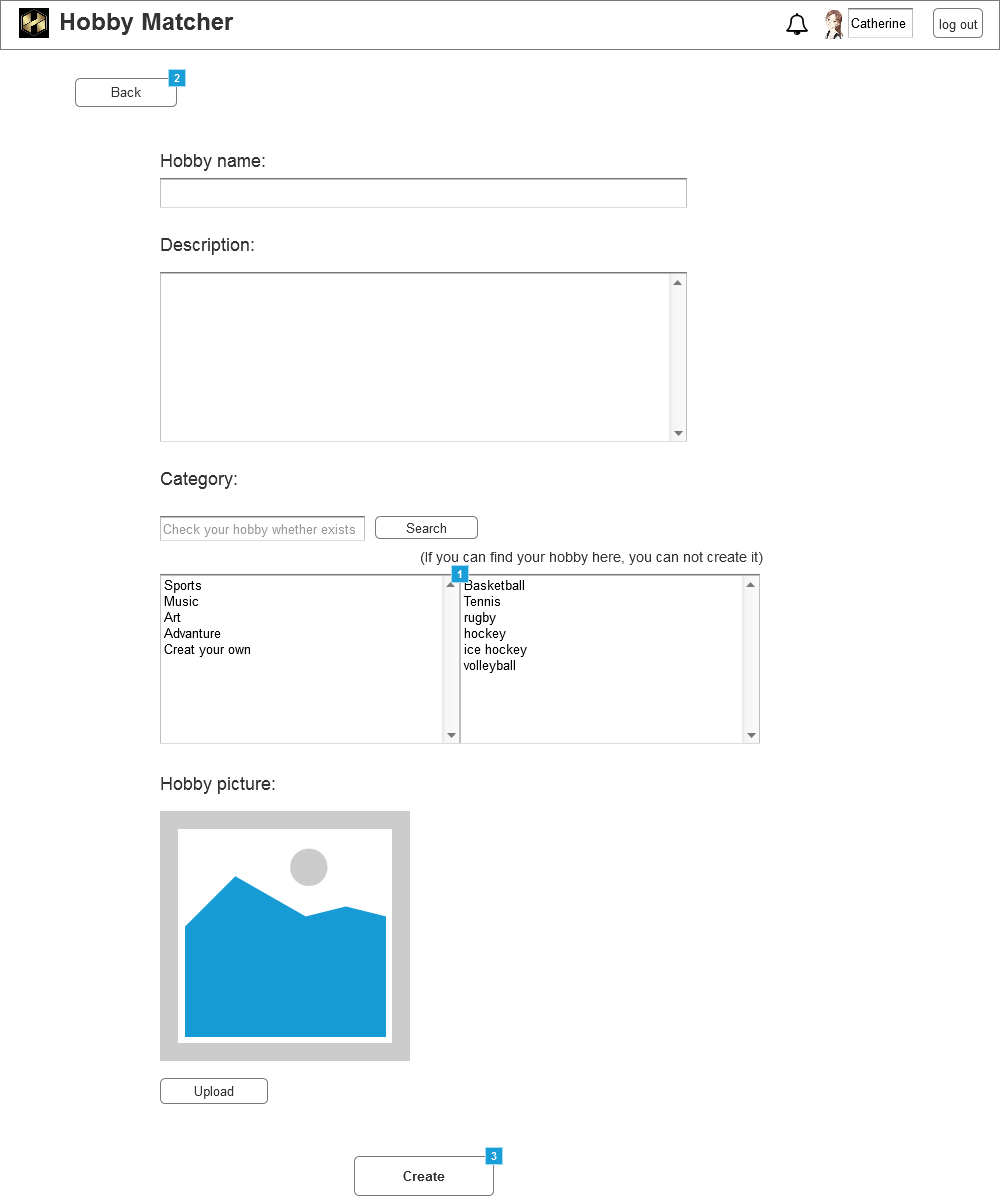 Hobby Matcher
Catherine
log out
2
Back
Hobby name:
Description:
Category:
Check your hobby whether exists
Search
(If you can find your hobby here, you can not create it)
1
Sports
Music
Art
Advanture
Creat your own
Basketball
Tennis
rugby
hockey
ice hockey
volleyball
Hobby picture:
Upload
3
Create